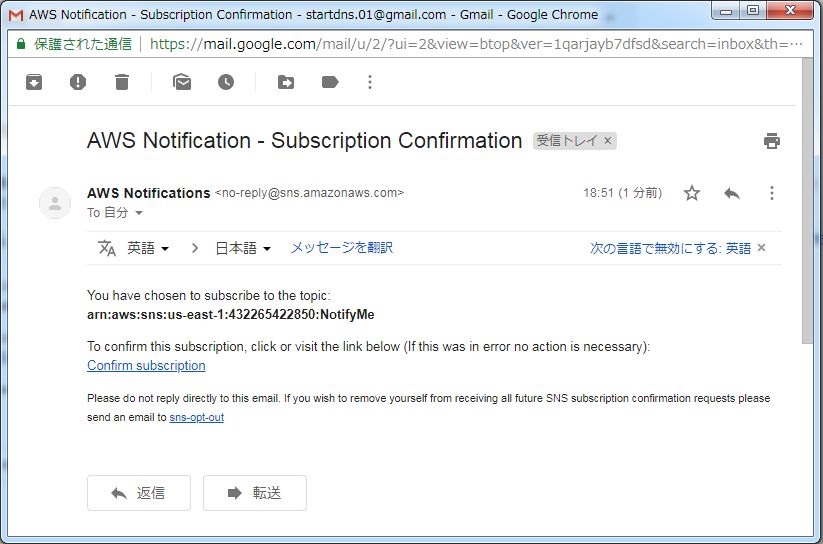 AWS Notification - Subscription Confirmation - startdns.01@gmail.com - Gmail - Google Chrome
保護された通信 | https://mail.google.com/mail/u/2/?ui=2&view=btop&ver=1qarjayb7dfsd&search=inbox&th=⋯
AWS Notification - Subscription Confirmation 受信トレイ ×
AWS Notifications <no-reply@sns.amazonaws.com> 18:51 (1 分前)
To 自分
英語 > 日本語 メッセージを翻訳 次の言語で無効にする: 英語 ×
You have chosen to subscribe to the topic:
arn:aws:sns:us-east-1:432265422850:NotifyMe
To confirm this subscription, click or visit the link below (If this was in error no action is necessary):
Confirm subscription
Please do not reply directly to this email. If you wish to remove yourself from receiving all future SNS subscription confirmation requests please
send an email to sns-opt-out
返信 転送